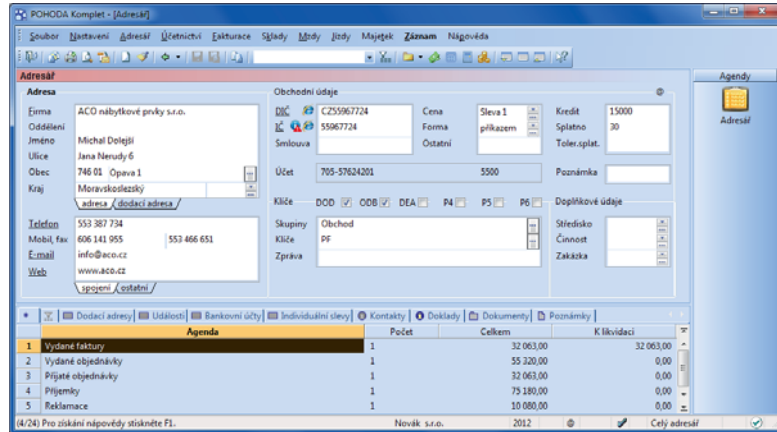 POHODA Komplet - [Adresář]
Soubor Nastavení Adresář Účetnictví Fakturace Sklady Mzdy Jízdy Majetek Záznam Nápověda
Adresář
Agendy
Adresář
Adresa
Firma ACO nábytkové prvky s.r.o.
Oddělení
Jméno Michal Dolejší
Ulice Jana Nerudy 6
Obec 746 01 Opava 1
Kraj Moravskoslezský
adresa dodací adresa
Telefon 553 387 734
Mobil, fax 606 141 955 553 466 651
E-mail info@aco.cz
Web www.aco.cz
spojení ostatní
Obchodní údaje
DIČ CZ55967724 Cena Sleva 1 Kredit 15000
IČ 55967724 Forma příkazem Splatno 30
Smlouva Ostatní Toler.splat.
Účet 705-57624201 5500 Poznámka
Klíče DOD ODB DEA P4 P5 P6 Doplňkové údaje
Skupiny Obchod Středisko
Klíče PF Činnost
Zpráva Zakázka
* Dodací adresy Události Bankovní účty Individuální slevy Kontakty Doklady Dokumenty Poznámky
Agenda Počet Celkem K likvidaci
1 Vydané faktury 1 32 063,00 32 063,00
2 Vydané objednávky 1 55 320,00 0,00
3 Přijaté objednávky 1 32 063,00 0,00
4 Příjemky 1 75 180,00 0,00
5 Reklamace 1 10 080,00 0,00
(4/24) Pro získání nápovědy stiskněte F1. Novák s.r.o. 2012 @ Celý adresář